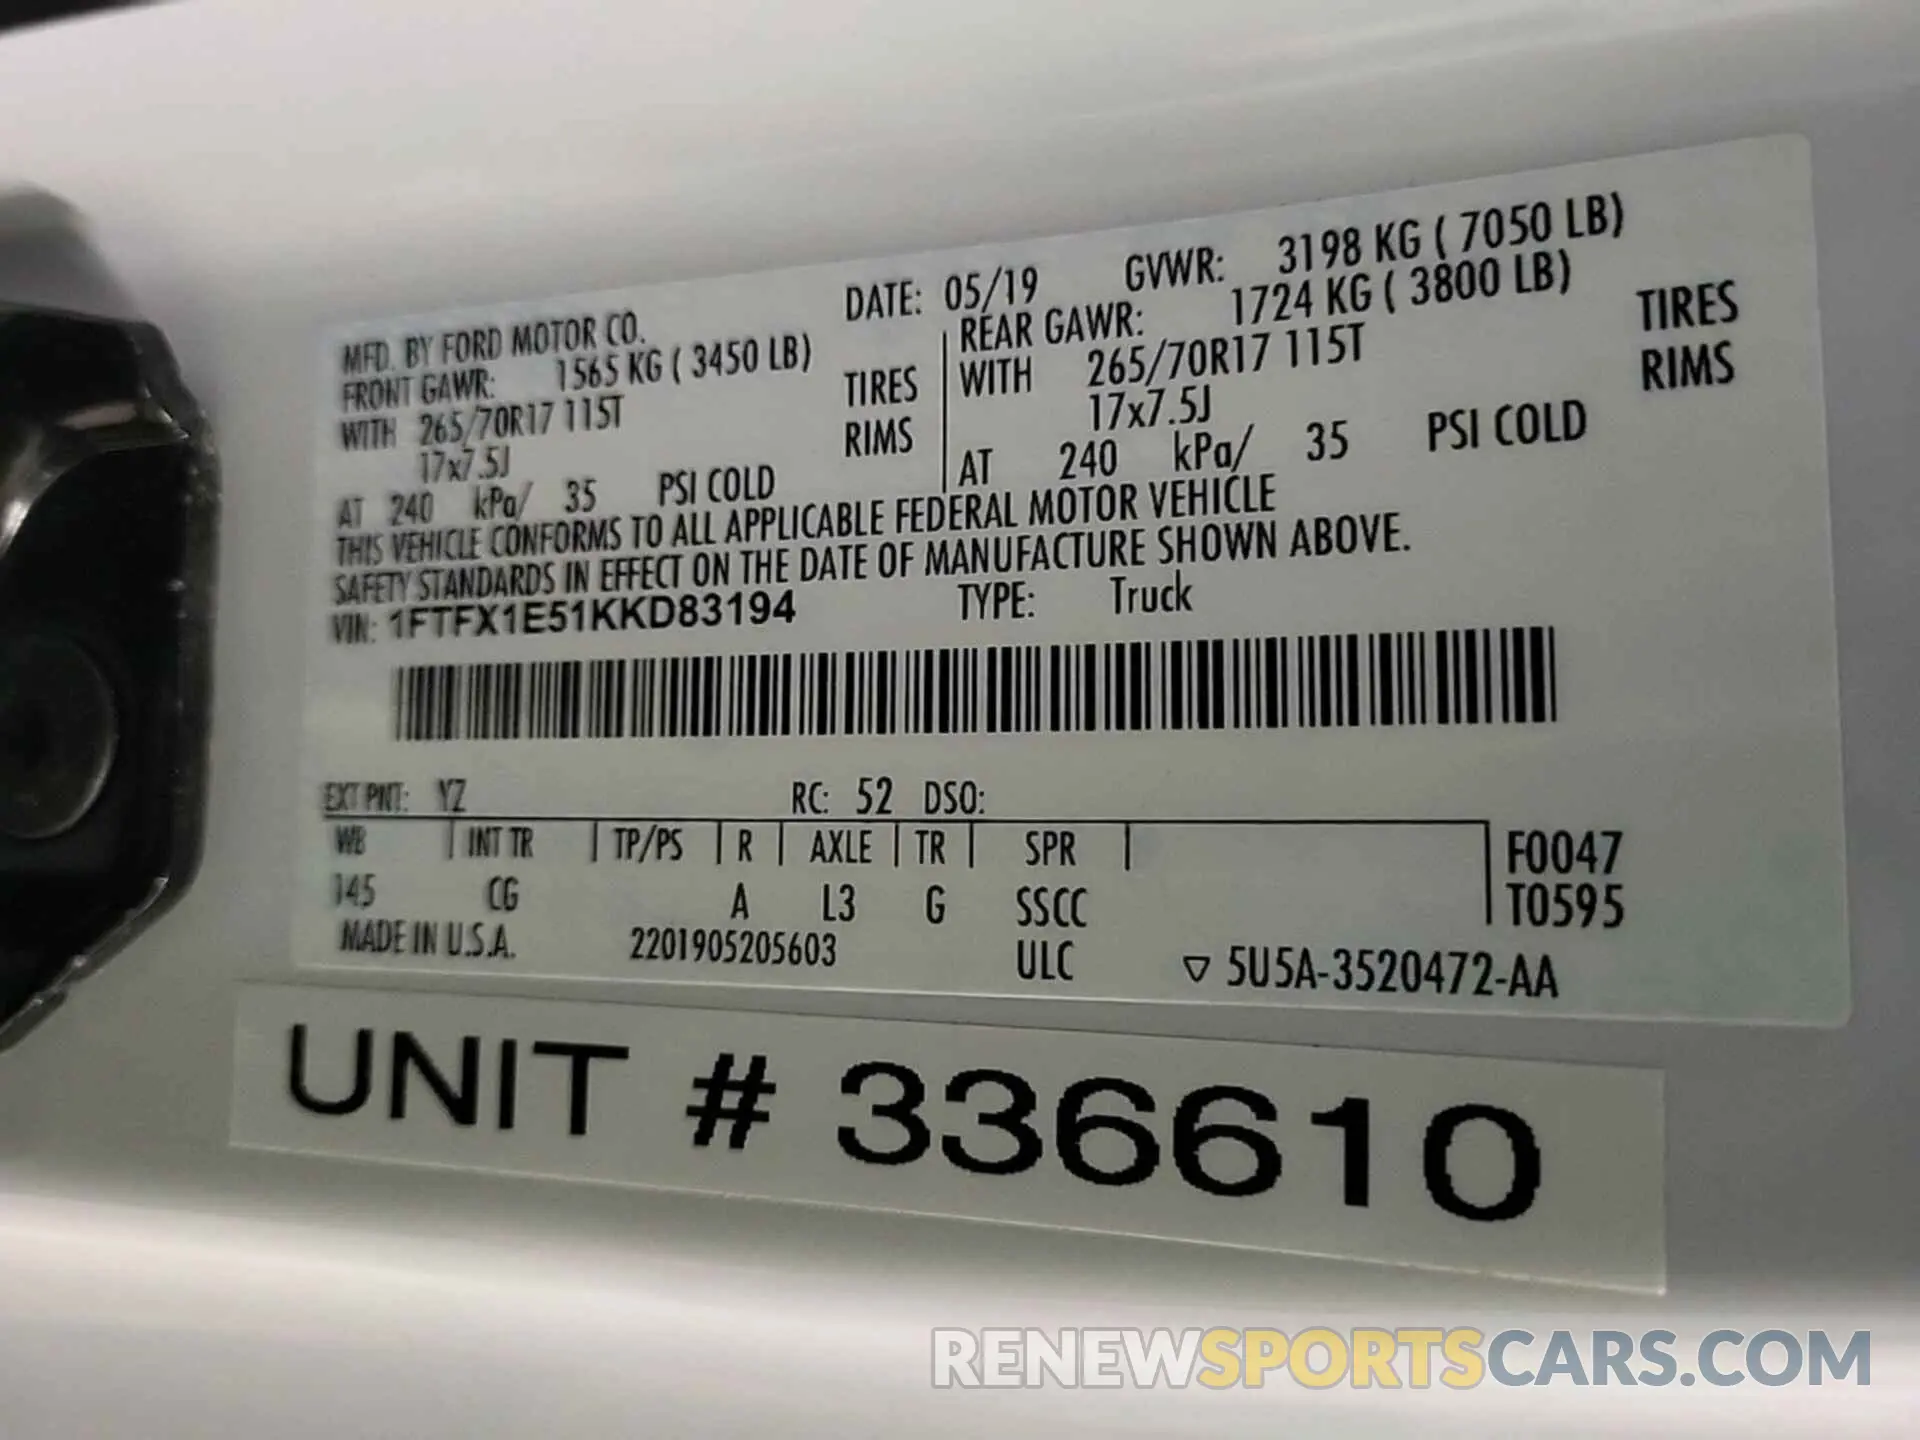 MFD. BY FORD MOTOR CO. DATE: 05/19 GVWR: 3198 KG ( 7050 LB)
FRONT GAWR: 1565 KG ( 3450 LB) REAR GAWR: 1724 KG ( 3800 LB)
WITH 265/70R17 115T TIRES WITH 265/70R17 115T TIRES
17x7.5J RIMS 17x7.5J RIMS
AT 240 kPa/ 35 PSI COLD AT 240 kPa/ 35 PSI COLD
THIS VEHICLE CONFORMS TO ALL APPLICABLE FEDERAL MOTOR VEHICLE
SAFETY STANDARDS IN EFFECT ON THE DATE OF MANUFACTURE SHOWN ABOVE.
VIN: 1FTFX1E51KKD83194 TYPE: Truck
EXT PNT: YZ RC: 52 DSO:
WB INT TR TP/PS R AXLE TR SPR F0047
145 CG A L3 G SSCC T0595
MADE IN U.S.A. 2201905205603 ULC ▽ 5U5A-3520472-AA
UNIT # 336610
RENEWSPORTSCARS.COM